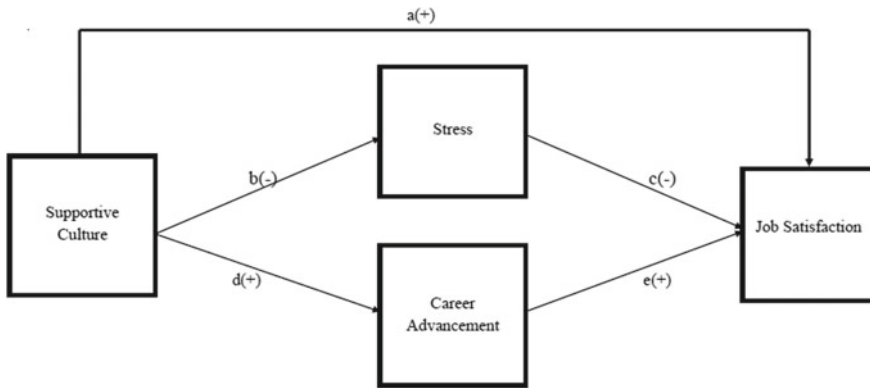 a(+)
Stress
b(-)
c(-)
Supportive
Culture
Job Satisfaction
d(+)
e(+)
Career
Advancement